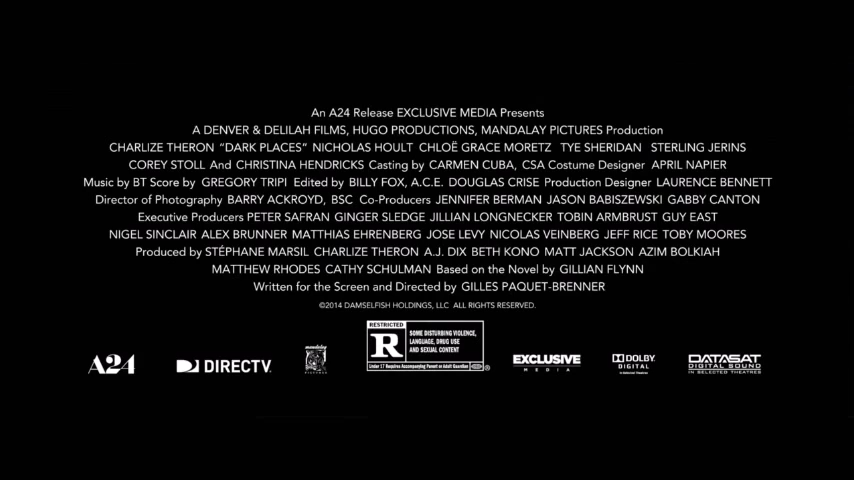 An A24 Release EXCLUSIVE MEDIA Presents
A DENVER & DELILAH FILMS, HUGO PRODUCTIONS, MANDALAY PICTURES Production
CHARLIZE THERON "DARK PLACES" NICHOLAS HOULT CHLOË GRACE MORETZ TYE SHERIDAN STERLING JERINS
COREY STOLL And CHRISTINA HENDRICKS Casting by CARMEN CUBA, CSA Costume Designer APRIL NAPIER
Music by BT Score by GREGORY TRIPI Edited by BILLY FOX, A.C.E. DOUGLAS CRISE Production Designer LAURENCE BENNETT
Director of Photography BARRY ACKROYD, BSC Co-Producers JENNIFER BERMAN JASON BABISZEWSKI GABBY CANTON
Executive Producers PETER SAFRAN GINGER SLEDGE JILLIAN LONGNECKER TOBIN ARMBRUST GUY EAST
NIGEL SINCLAIR ALEX BRUNNER MATTHIAS EHRENBERG JOSE LEVY NICOLAS VEINBERG JEFF RICE TOBY MOORES
Produced by STÉPHANE MARSIL CHARLIZE THERON A.J. DIX BETH KONO MATT JACKSON AZIM BOLKIAH
MATTHEW RHODES CATHY SCHULMAN Based on the Novel by GILLIAN FLYNN
Written for the Screen and Directed by GILLES PAQUET-BRENNER
©2014 DAMSELFISH HOLDINGS, LLC ALL RIGHTS RESERVED.
A24
DIRECTV
mandalay
PICTURES
RESTRICTED
R
SOME DISTURBING VIOLENCE,
LANGUAGE, DRUG USE
AND SEXUAL CONTENT
Under 17 Requires Accompanying Parent or Adult Guardian
®
EXCLUSIVE
MEDIA
DOLBY
DIGITAL
IN SELECTED THEATRES
DATASAT
DIGITAL SOUND
IN SELECTED THEATRES